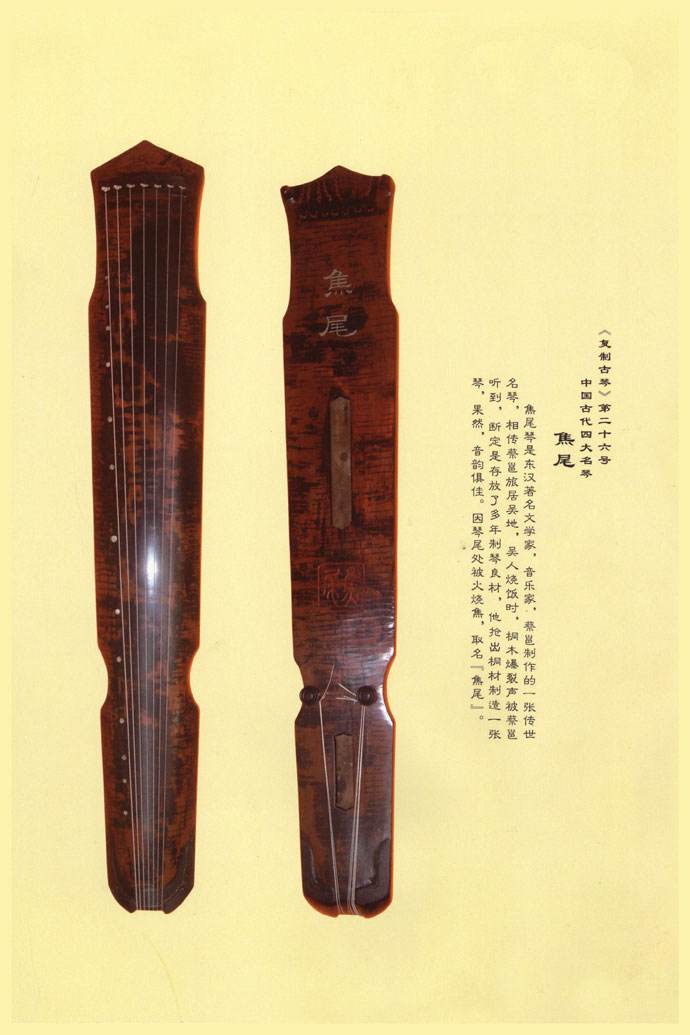 《复制古琴》第二十六号
中国古代四大名琴
焦尾
焦尾琴是东汉著名文学家，音乐家，蔡邕制作的一张传世
名琴，相传蔡邕旅居吴地，吴人烧饭时，桐木爆裂声被蔡邕
听到，断定是存放了多年制琴良材，他抢出桐材制造一张
琴，果然，音韵俱佳。因琴尾处被火烧焦，取名『焦尾』。
焦
尾